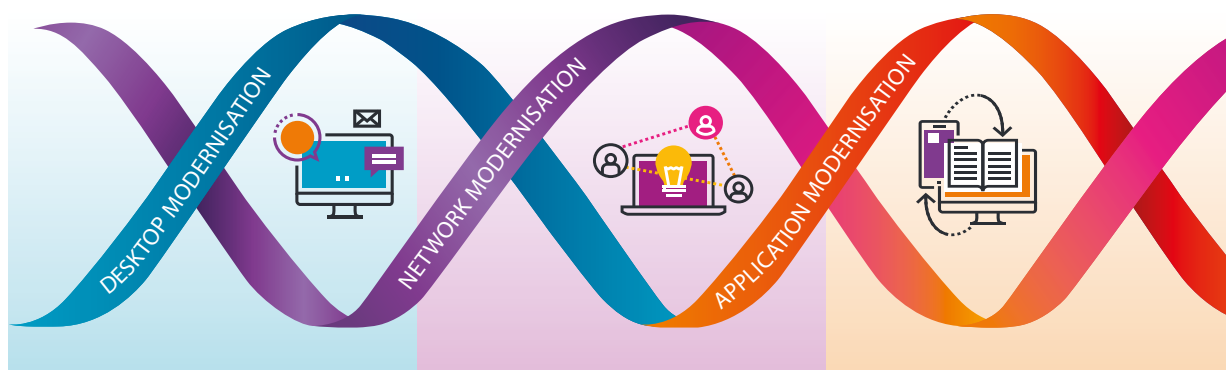 DESKTOP MODERNISATION
NETWORK MODERNISATION
APPLICATION MODERNISATION